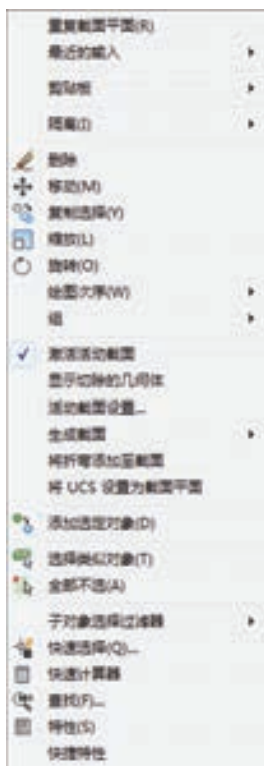 重复截面平面(R)
最近的输入
剪贴板
隔离(I)
删除
移动(M)
复制选择(Y)
缩放(L)
旋转(O)
绘图次序(W)
组
激活活动截面
显示切除的几何体
活动截面设置...
生成截面
将折弯添加至截面
将 UCS 设置为截面平面
添加选定对象(D)
选择类似对象(T)
全部不选(A)
子对象选择过滤器
快速选择(Q)...
快速计算器
查找(F)...
特性(S)
快捷特性